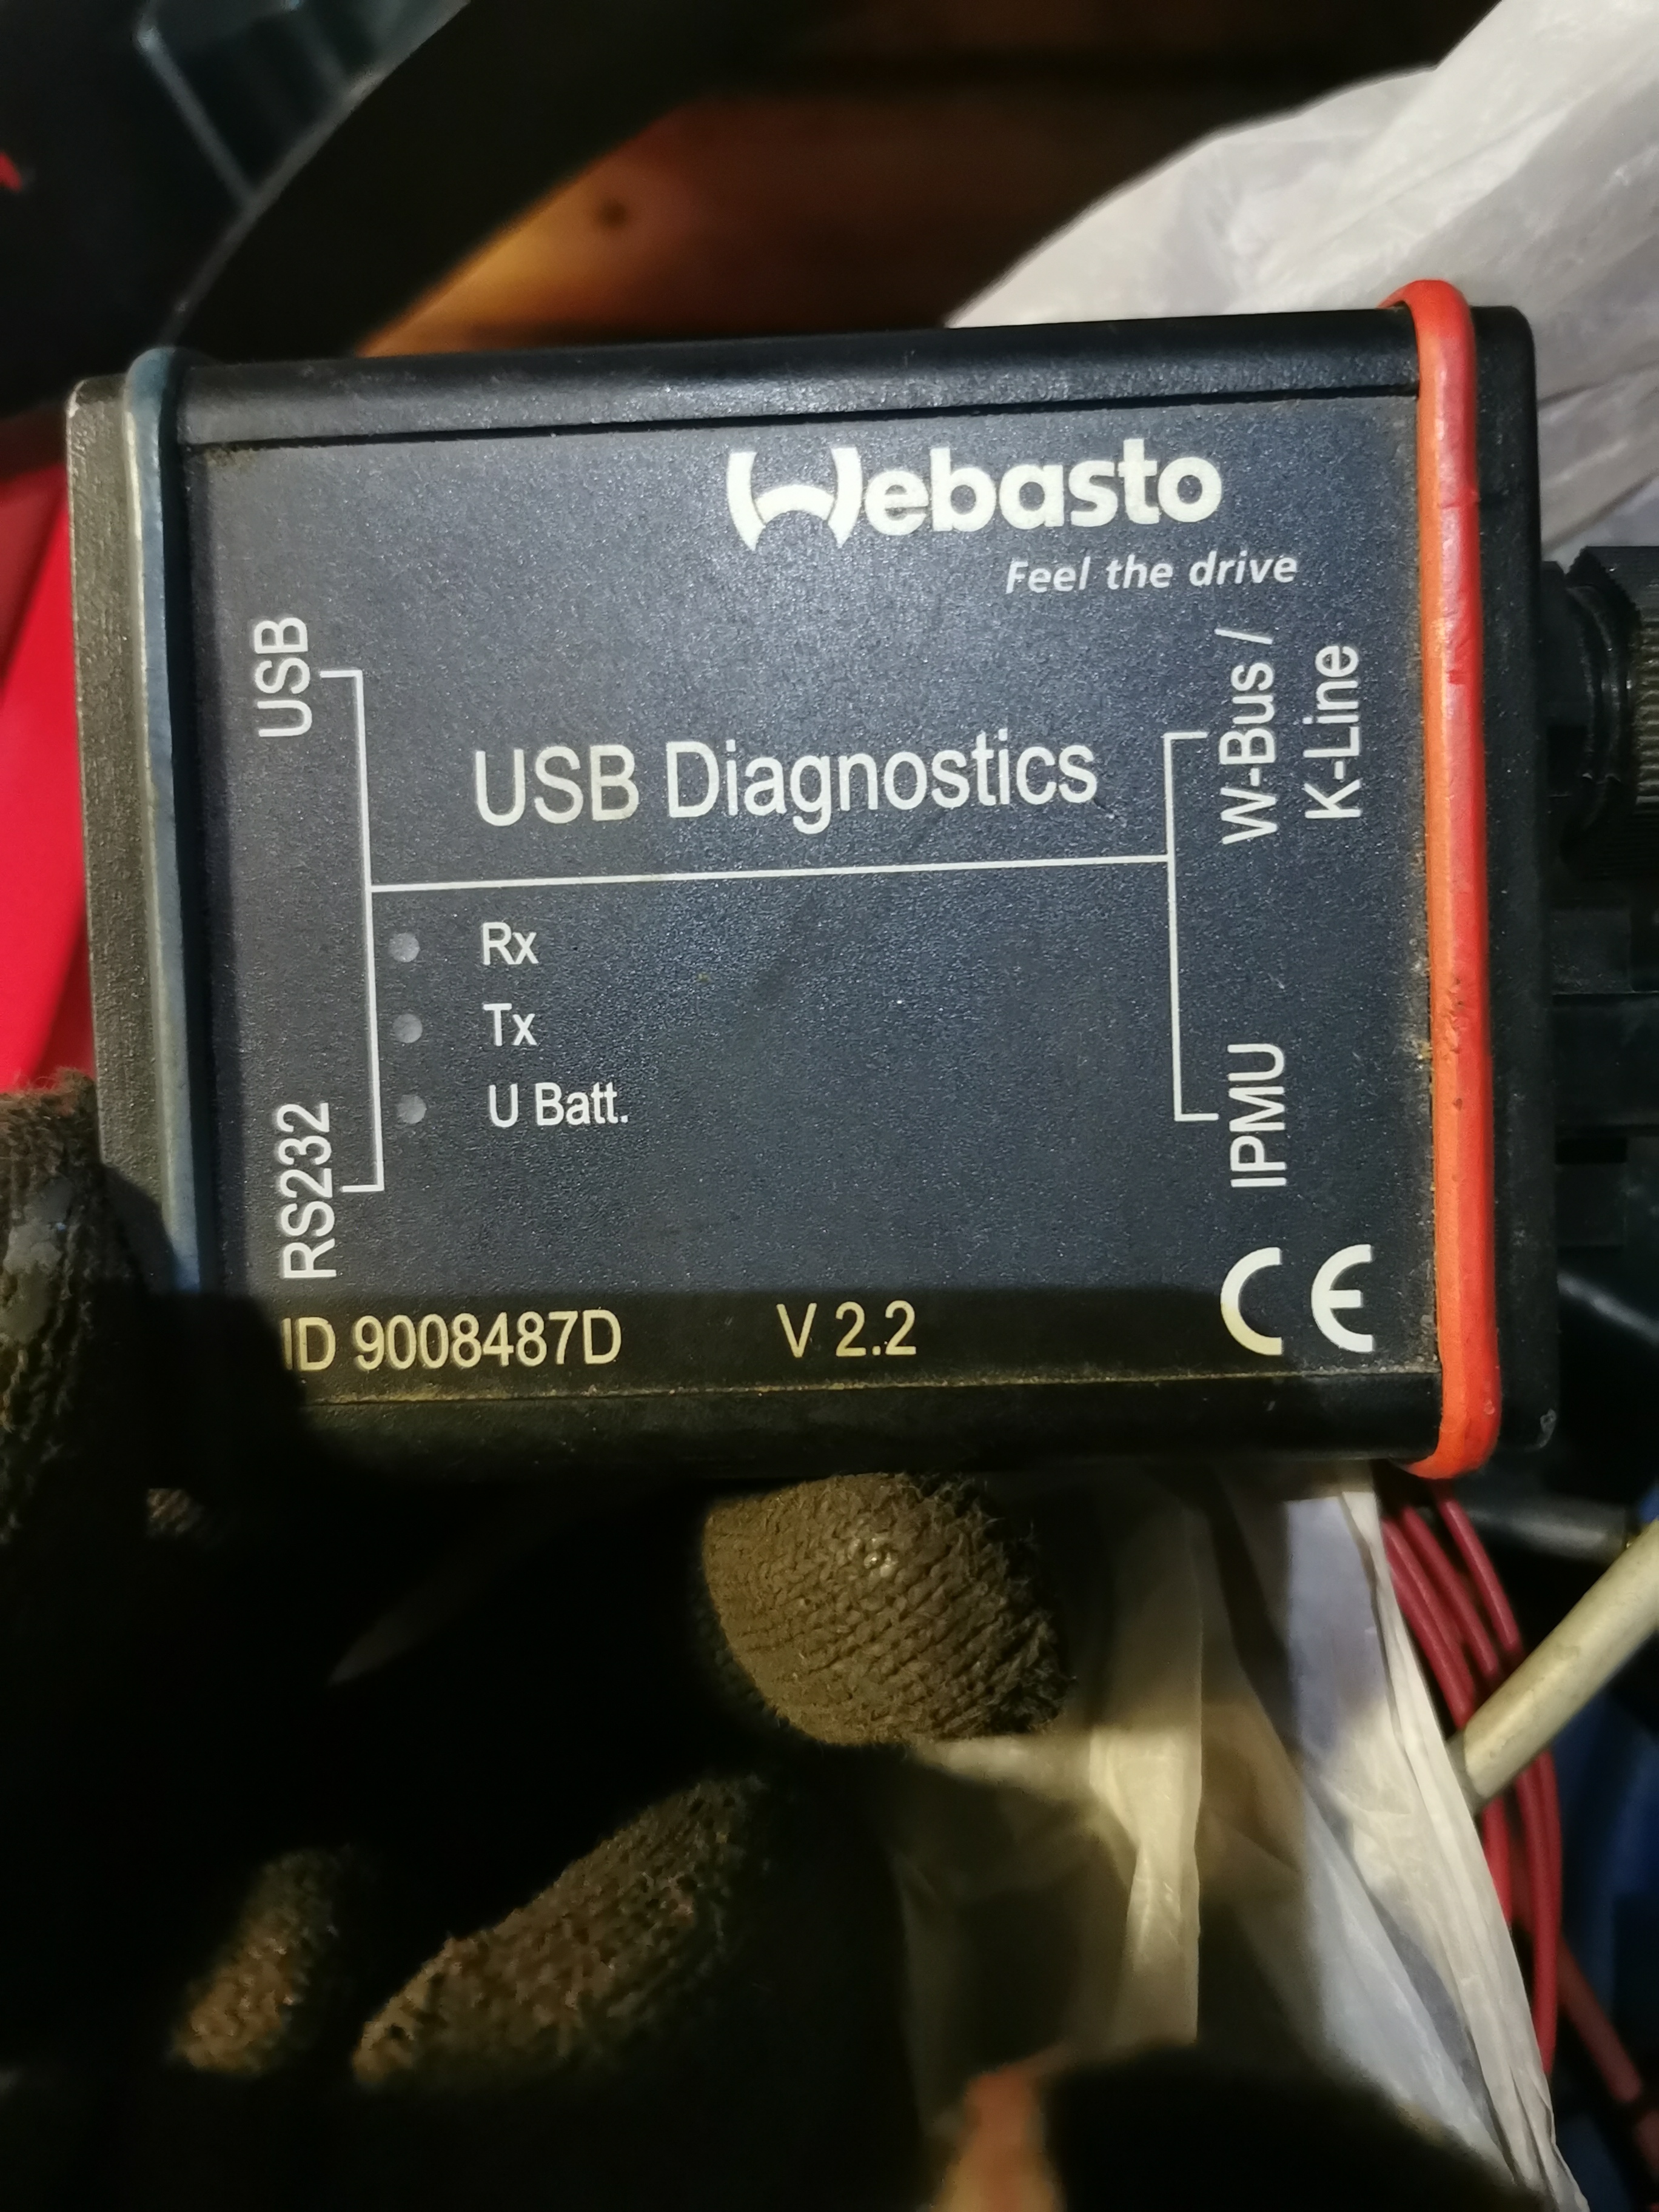 Webasto
Feel the drive
USB
USB Diagnostics
W-Bus /
K-Line
Rx
Tx
U Batt.
RS232
IPMU
ID 9008487D
V 2.2
CE